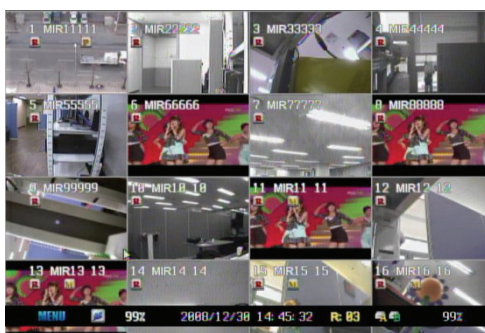 1 MIR11111
2 MIR22222
3 MIR33333
4 MIR44444
5 MIR55555
6 MIR66666
7 MIR77777
8 MIR88888
9 MIR99999
10 MIR10 10
11 MIR11 11
12 MIR12 12
13 MIR13 13
14 MIR14 14
15 MIR15 15
16 MIR16 16
MENU 99% 2008/12/30 14:45:32 R:03 99%